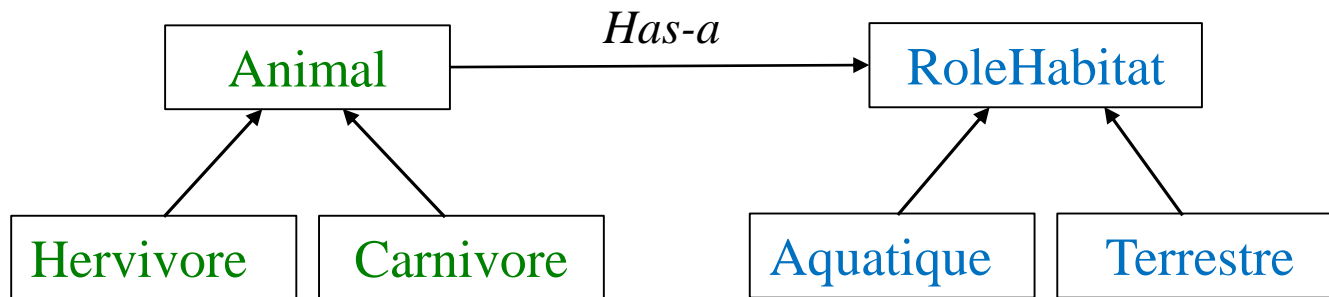 Has-a
Animal
RoleHabitat
Hervivore
Carnivore
Aquatique
Terrestre